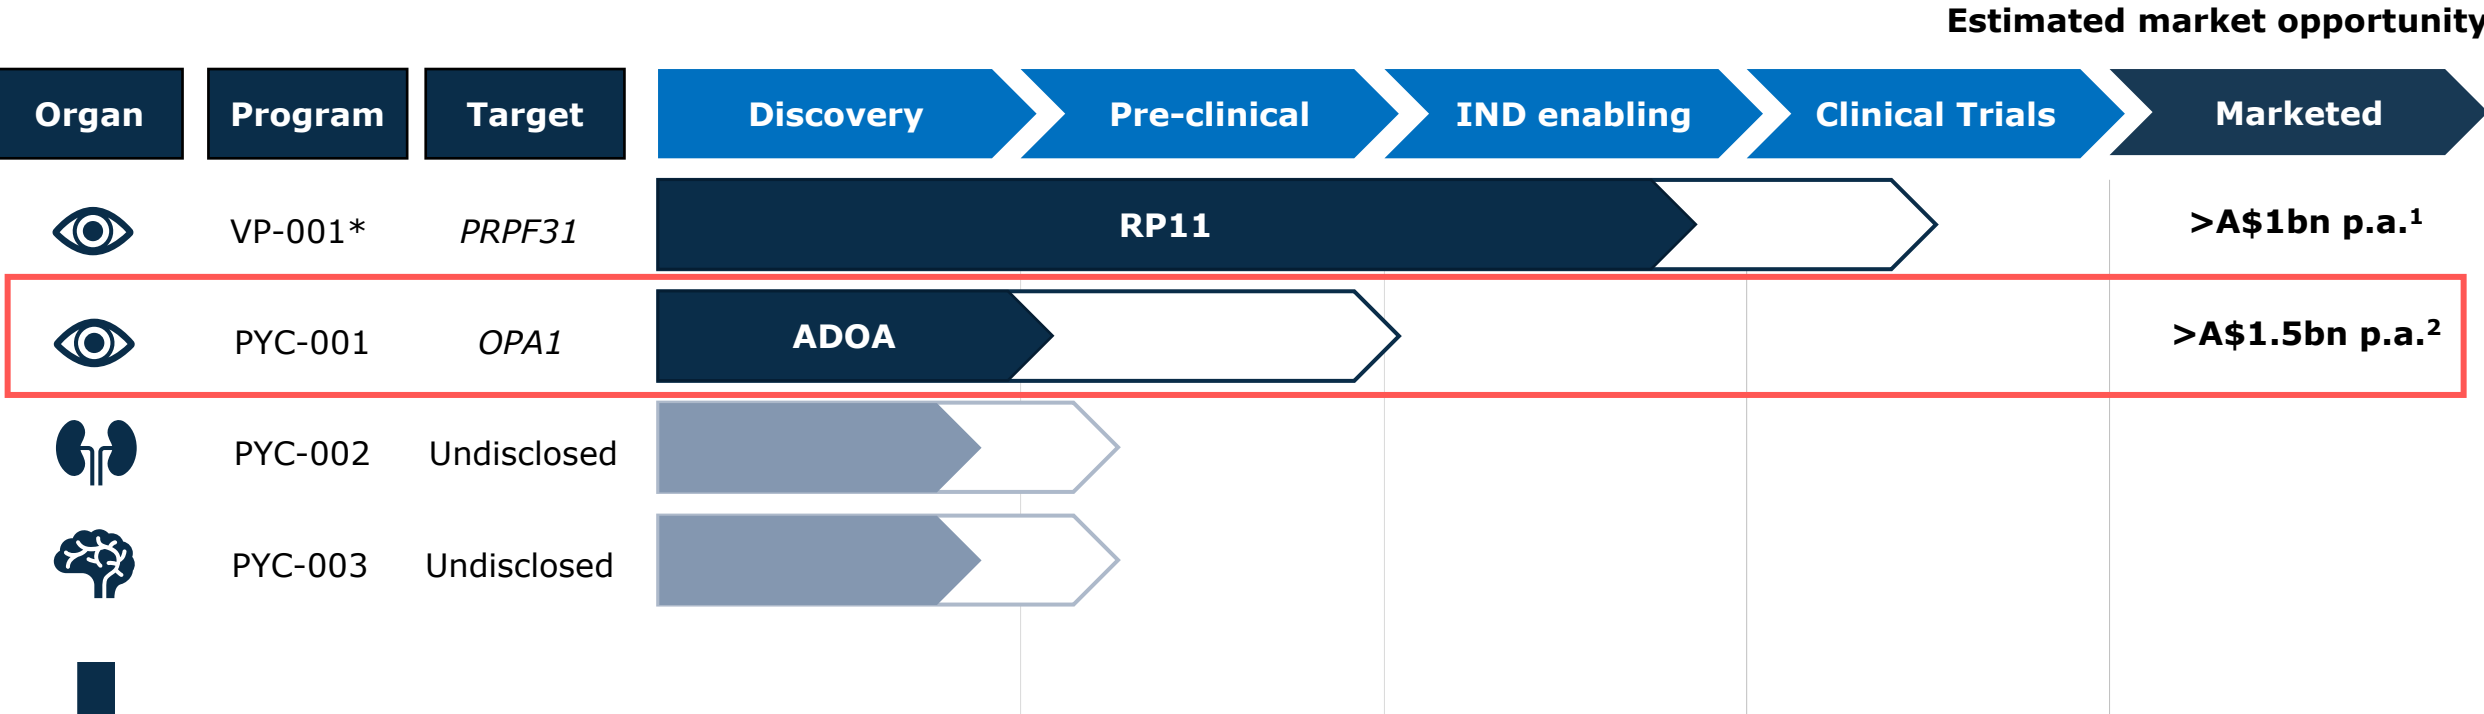 Estimated market opportunity
Organ Program Target Discovery Pre-clinical IND enabling Clinical Trials Marketed
VP-001* PRPF31 RP11 >A$1bn p.a.¹
PYC-001 OPA1 ADOA >A$1.5bn p.a.²
PYC-002 Undisclosed
PYC-003 Undisclosed